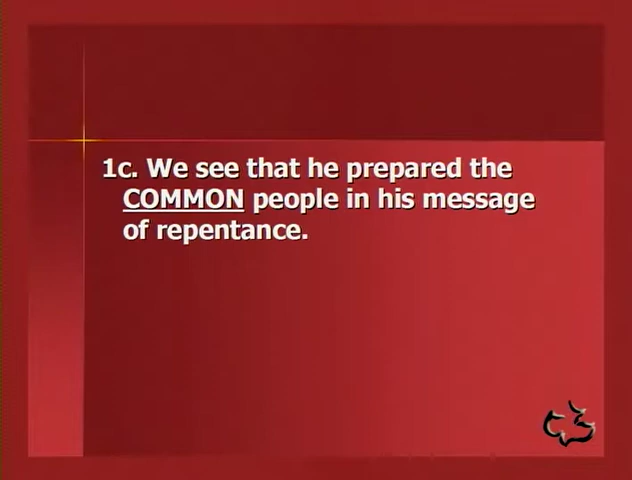 1c. We see that he prepared the
COMMON people in his message
of repentance.